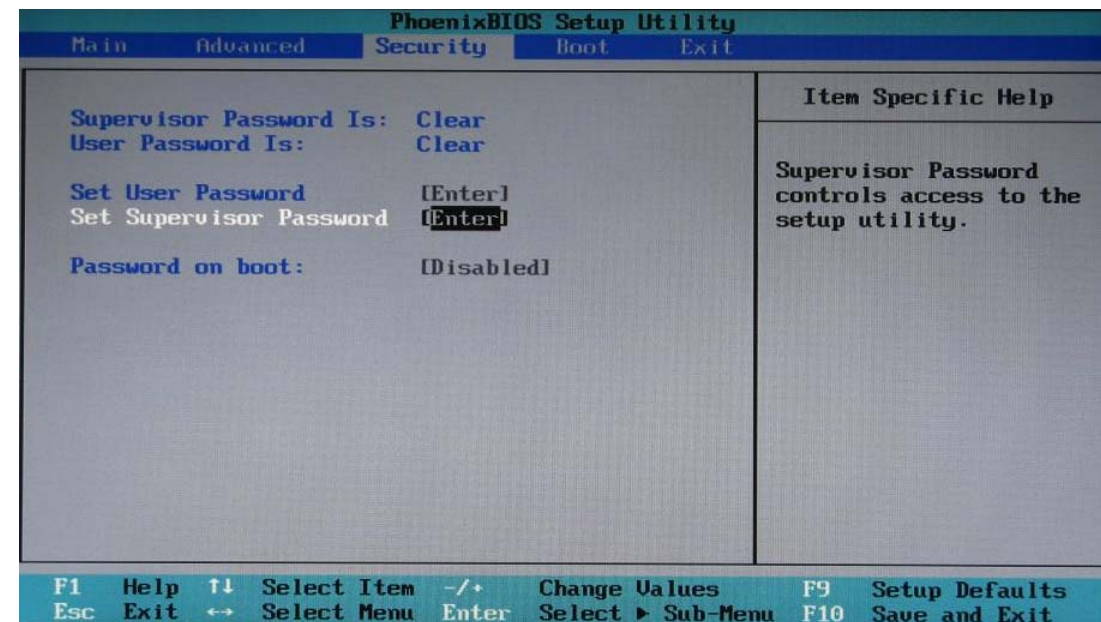 PhoenixBIOS Setup Utility
Main Advanced Security Boot Exit
Item Specific Help
Supervisor Password Is: Clear
User Password Is: Clear
Set User Password [Enter]
Set Supervisor Password [Enter]
Password on boot: [Disabled]
Supervisor Password
controls access to the
setup utility.
F1 Help ↑↓ Select Item -/+ Change Values F9 Setup Defaults
Esc Exit ↔ Select Menu Enter Select ▶ Sub-Menu F10 Save and Exit